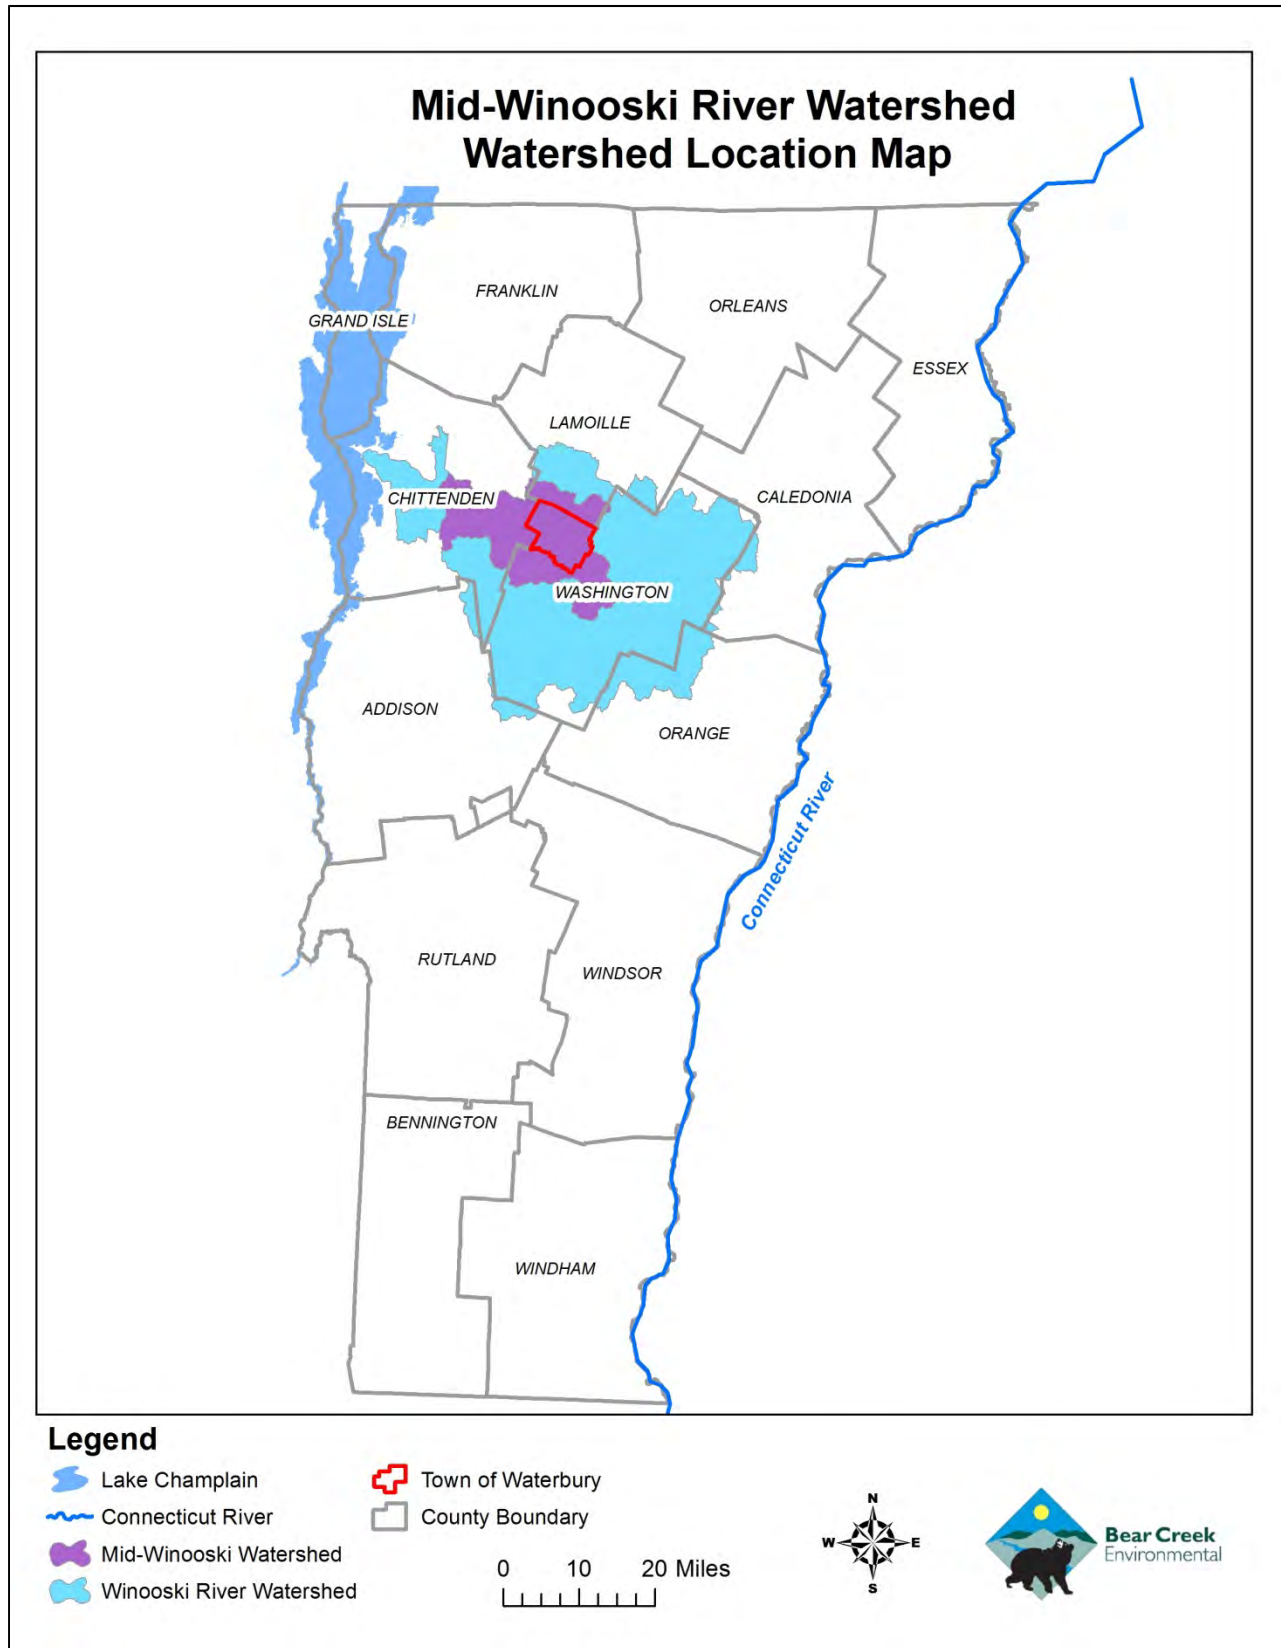 Mid-Winooski River Watershed
Watershed Location Map
FRANKLIN
ORLEANS
GRAND ISLE
ESSEX
LAMOILLE
CHITTENDEN
CALEDONIA
WASHINGTON
ADDISON
ORANGE
Connecticut River
RUTLAND
WINDSOR
BENNINGTON
WINDHAM
Legend
Lake Champlain
Connecticut River
Mid-Winooski Watershed
Winooski River Watershed
Town of Waterbury
County Boundary
0 10 20 Miles
N
W E
S
Bear Creek
Environmental